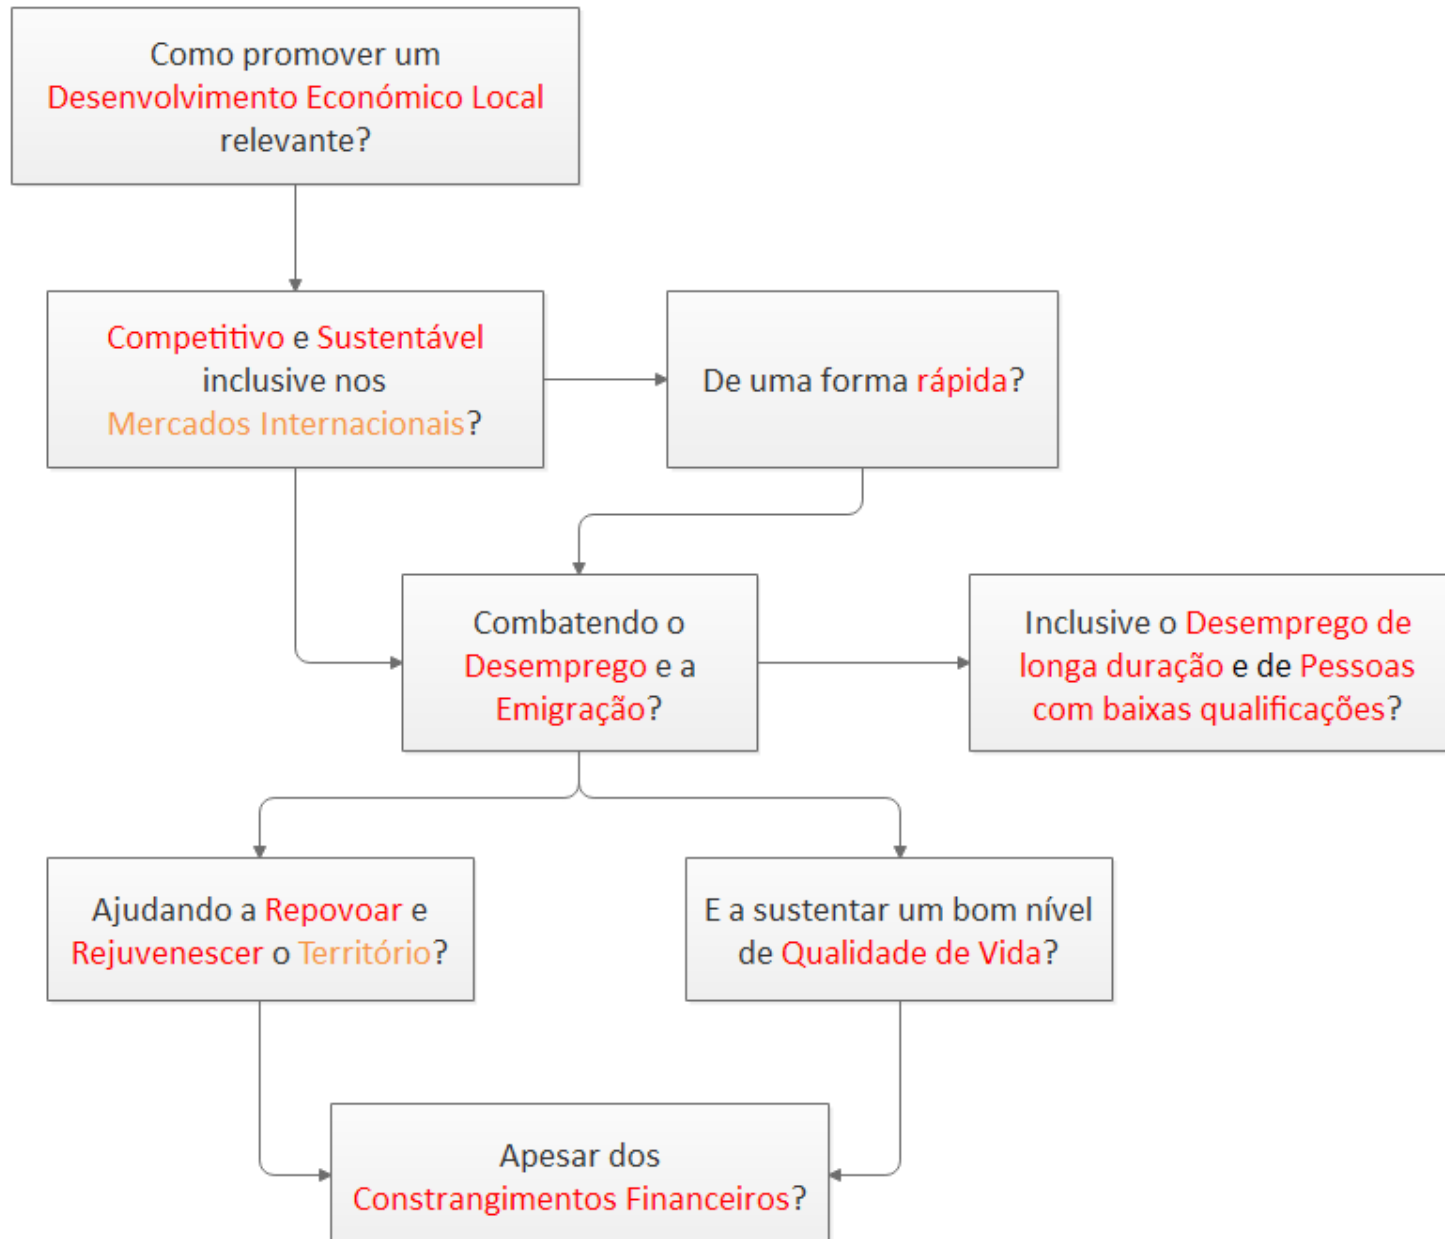 Como promover um
Desenvolvimento Económico Local
relevante?
Competitivo e Sustentável
inclusive nos
Mercados Internacionais?
De uma forma rápida?
Combatendo o
Desemprego e a
Emigração?
Inclusive o Desemprego de
longa duração e de Pessoas
com baixas qualificações?
Ajudando a Repovoar e
Rejuvenescer o Território?
E a sustentar um bom nível
de Qualidade de Vida?
Apesar dos
Constrangimentos Financeiros?